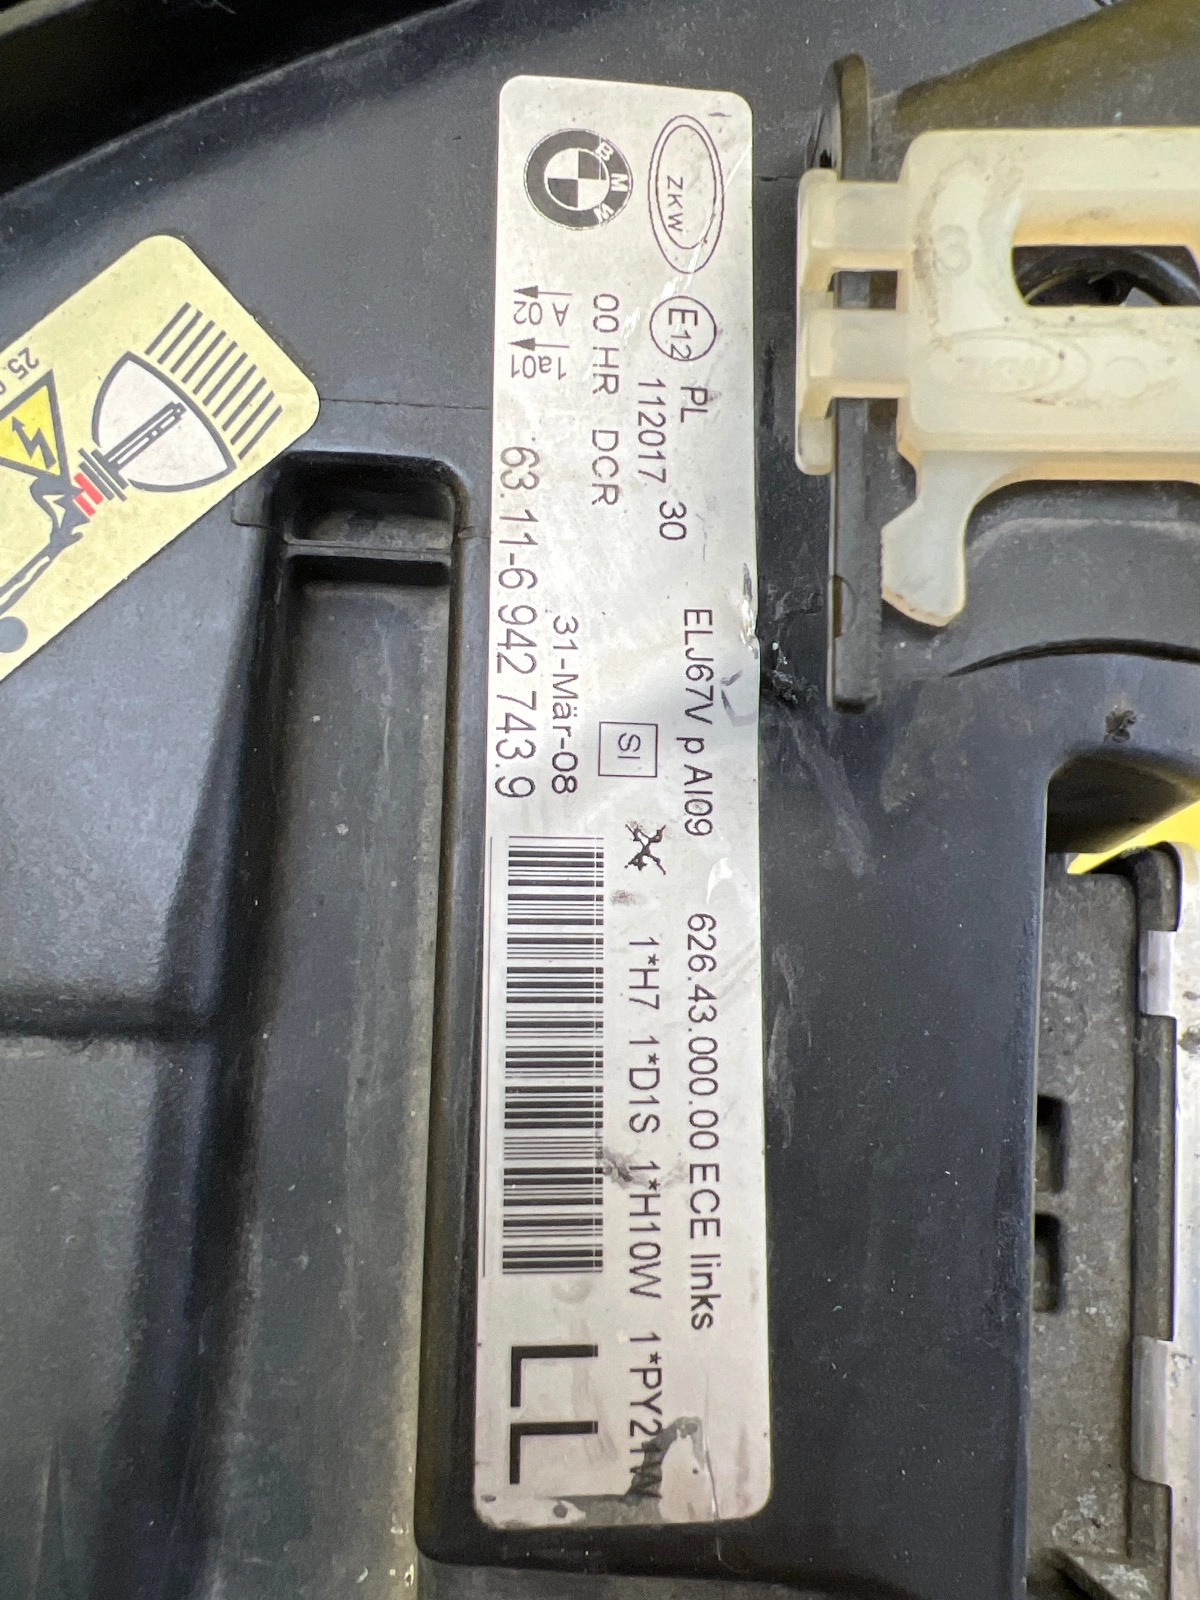 BMW
ZKW
E12 PL 30 ELJ67V p AI09 626.43.000.00 ECE links
112017 1*H7 1*D1S 1*H10W 1*PY21W
00 HR DCR SI
A 02
1a01
31-Mär-08
63.11-6 942 743.9
LL